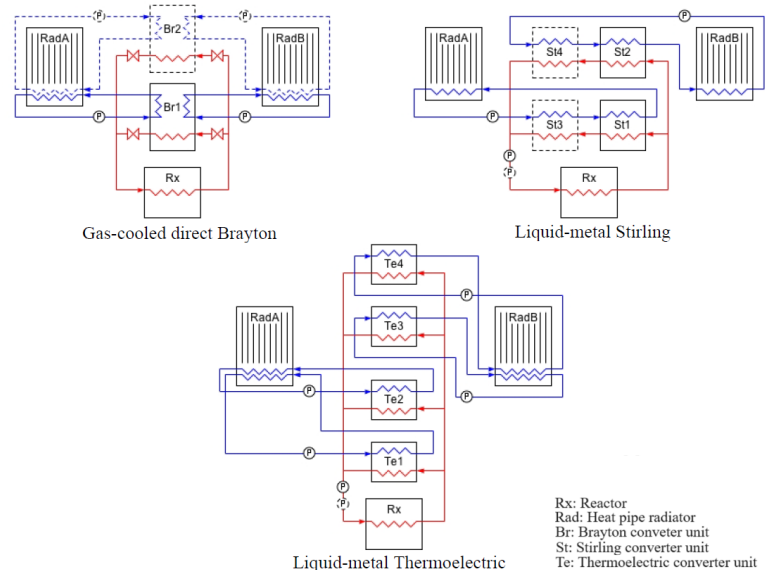 P
P
Br2
RadA
RadB
Br1
P
P
Rx
Gas-cooled direct Brayton
P
RadA
St4
St2
RadB
P
St3
St1
P
P
Rx
Liquid-metal Stirling
Te4
P
RadA
Te3
RadB
P
Te2
P
P
Te1
P
P
Rx
Liquid-metal Thermoelectric
Rx: Reactor
Rad: Heat pipe radiator
Br: Brayton conveter unit
St: Stirling converter unit
Te: Thermoelectric converter unit